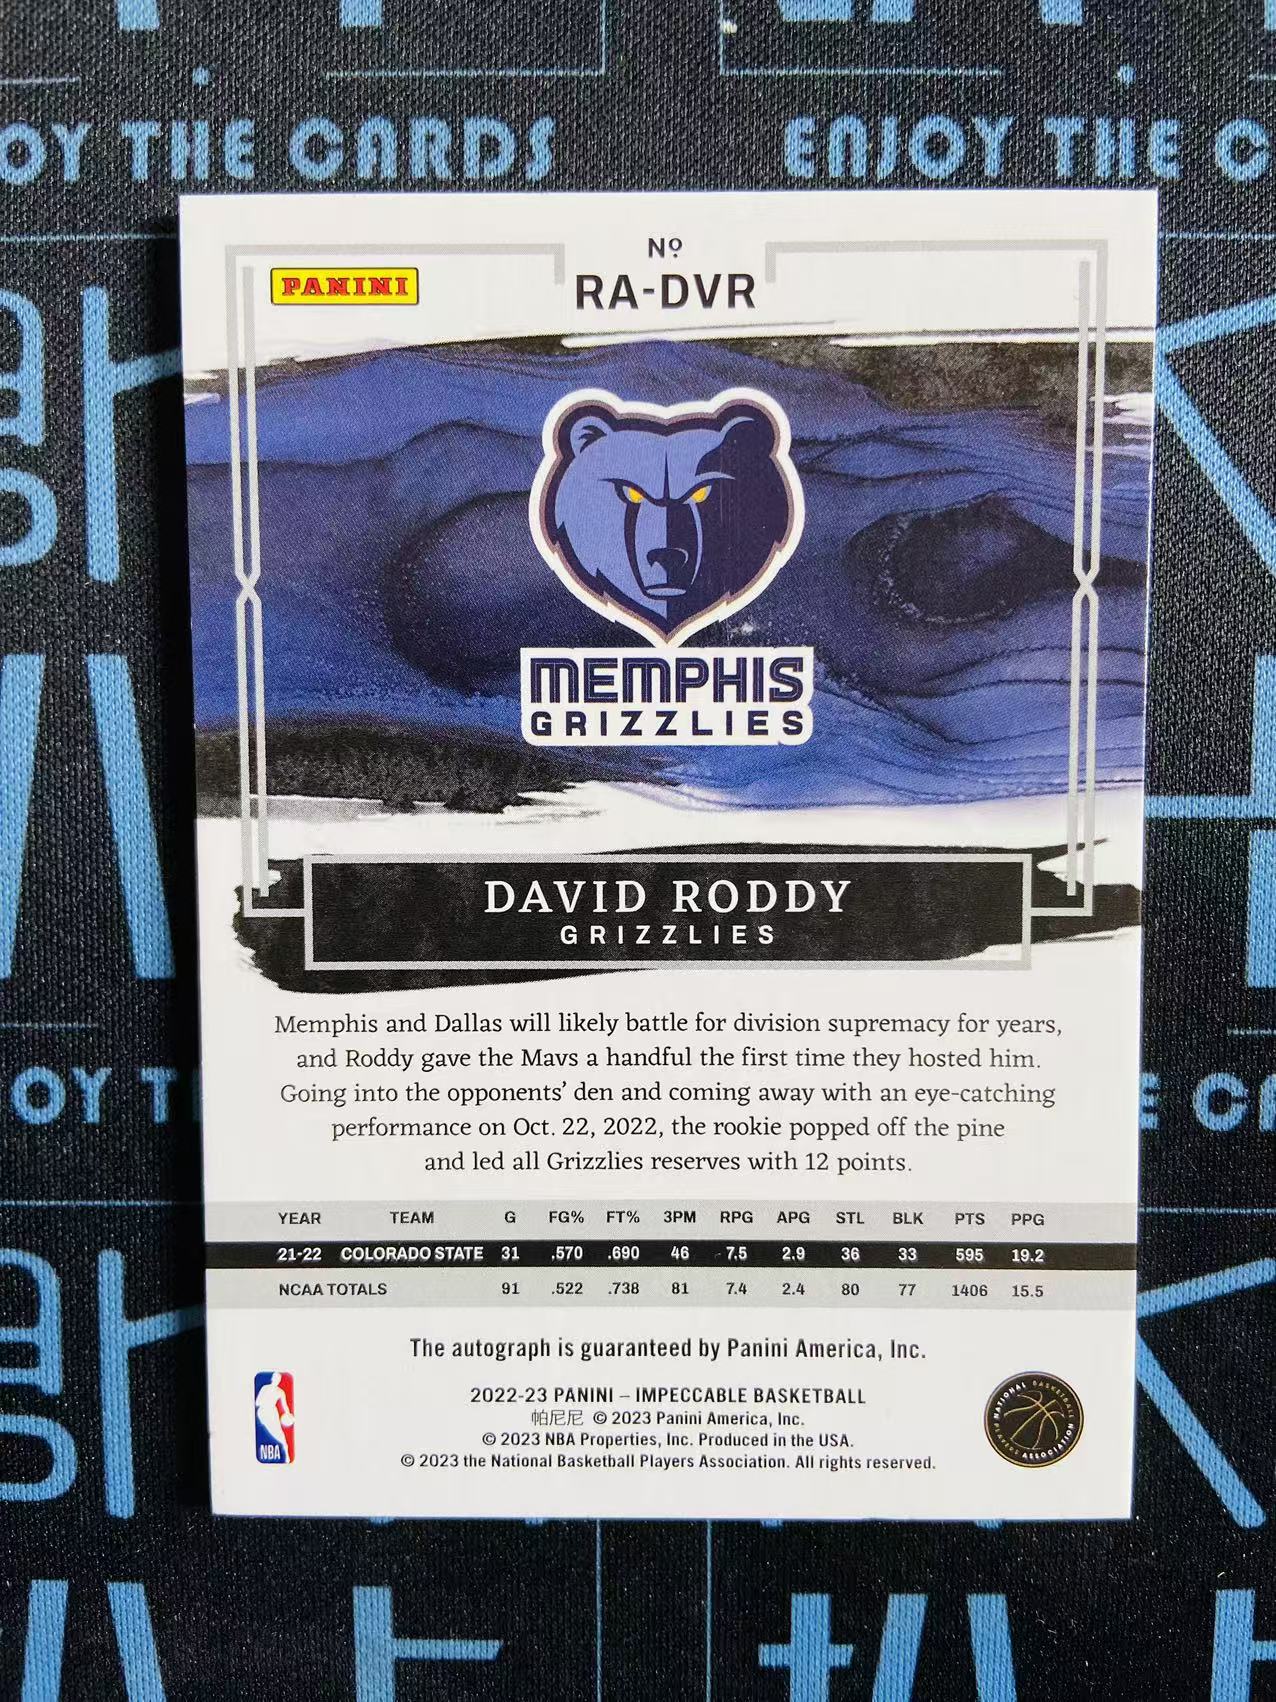 OY THE CARDS
ENJOY THE C
PANINI
Nº
RA-DVR
MEMPHIS
GRIZZLIES
DAVID RODDY
GRIZZLIES
Memphis and Dallas will likely battle for division supremacy for years,
and Roddy gave the Mavs a handful the first time they hosted him.
Going into the opponents' den and coming away with an eye-catching
performance on Oct. 22, 2022, the rookie popped off the pine
and led all Grizzlies reserves with 12 points.
OY T
E CA
YEAR TEAM G FG% FT% 3PM RPG APG STL BLK PTS PPG
21-22 COLORADO STATE 31 .570 .690 46 7.5 2.9 36 33 595 19.2
NCAA TOTALS 91 .522 .738 81 7.4 2.4 80 77 1406 15.5
The autograph is guaranteed by Panini America, Inc.
2022-23 PANINI – IMPECCABLE BASKETBALL
帕尼尼 © 2023 Panini America, Inc.
© 2023 NBA Properties, Inc. Produced in the USA.
© 2023 the National Basketball Players Association. All rights reserved.
NBA
NATIONAL BASKETBALL
PLAYERS ASSOCIATION